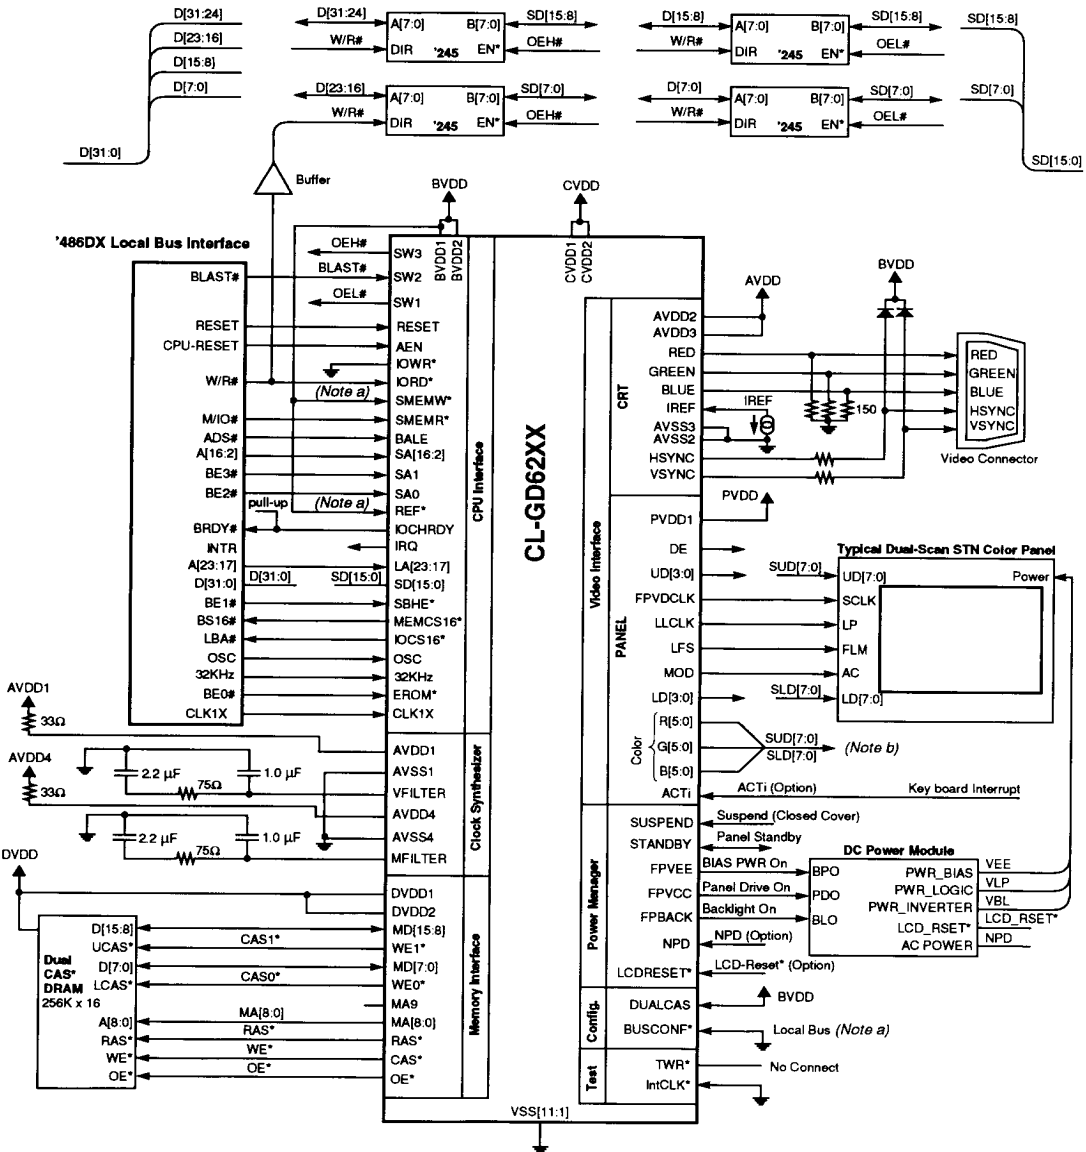 D[31:24] D[31:24] A[7:0] B[7:0] SD[15:8] D[15:8] A[7:0] B[7:0] SD[15:8] SD[15:8]
D[23:16] W/R# DIR '245 EN* OEH# W/R# DIR '245 EN* OEL#
D[15:8]
D[7:0] D[23:16] A[7:0] B[7:0] SD[7:0] D[7:0] A[7:0] B[7:0] SD[7:0] SD[7:0]
W/R# DIR '245 EN* OEH# W/R# DIR '245 EN* OEL#
D[31:0] SD[15:0]
Buffer
BVDD CVDD
'486DX Local Bus Interface
BVDD1 BVDD2 CVDD1 CVDD2
BLAST#
RESET
CPU-RESET
W/R#
M/IO#
ADS#
A[16:2]
BE3#
BE2#
BRDY#
INTR
A[23:17]
D[31:0]
BE1#
BS16#
LBA#
OSC
32KHz
BE0#
CLK1X
OEH#
BLAST#
OEL#
(Note a)
(Note a)
pull-up
D[31:0] SD[15:0]
SW3
SW2
SW1
RESET
AEN
IOWR*
IORD*
SMEMW*
SMEMR*
BALE
SA[16:2]
SA1
SA0
REF*
IOCHRDY
IRQ
LA[23:17]
SD[15:0]
SBHE*
MEMCS16*
IOCS16*
OSC
32KHz
EROM*
CLK1X
CPU Interface
AVDD1
33Ω
AVDD4
33Ω
2.2 µF 1.0 µF
75Ω
2.2 µF 1.0 µF
75Ω
AVDD1
AVSS1
VFILTER
AVDD4
AVSS4
MFILTER
Clock Synthesizer
DVDD
Dual
CAS*
DRAM
256K x 16
D[15:8]
UCAS*
D[7:0]
LCAS*
A[8:0]
RAS*
WE*
OE*
CAS1*
CAS0*
MA[8:0]
RAS*
WE*
OE*
DVDD1
DVDD2
MD[15:8]
WE1*
MD[7:0]
WE0*
MA9
MA[8:0]
RAS*
CAS*
OE*
Memory Interface
CL-GD62XX
VSS[11:1]
Video Interface
CRT
AVDD2
AVDD3
RED
GREEN
BLUE
IREF
AVSS3
AVSS2
HSYNC
VSYNC
AVDD
BVDD
IREF
150
RED
GREEN
BLUE
HSYNC
VSYNC
Video Connector
PANEL
PVDD
PVDD1
DE
UD[3:0]
FPVDCLK
LLCLK
LFS
MOD
LD[3:0]
Color
R[5:0]
G[5:0]
B[5:0]
ACTi
Typical Dual-Scan STN Color Panel
SUD[7:0] UD[7:0] Power
SCLK
LP
FLM
AC
SLD[7:0] LD[7:0]
SUD[7:0]
SLD[7:0]
(Note b)
ACTi (Option) Key board Interrupt
Power Manager
SUSPEND Suspend (Closed Cover)
STANDBY Panel Standby
FPVEE BIAS PWR On
FPVCC Panel Drive On
FPBACK Backlight On
NPD NPD (Option)
LCDRESET* LCD-Reset* (Option)
DC Power Module
BPO PWR_BIAS VEE
PDO PWR_LOGIC VLP
BLO PWR_INVERTER VBL
LCD_RSET* LCD_RSET*
AC POWER NPD
Config.
DUALCAS BVDD
BUSCONF* Local Bus (Note a)
Test
TWR* No Connect
IntCLK*